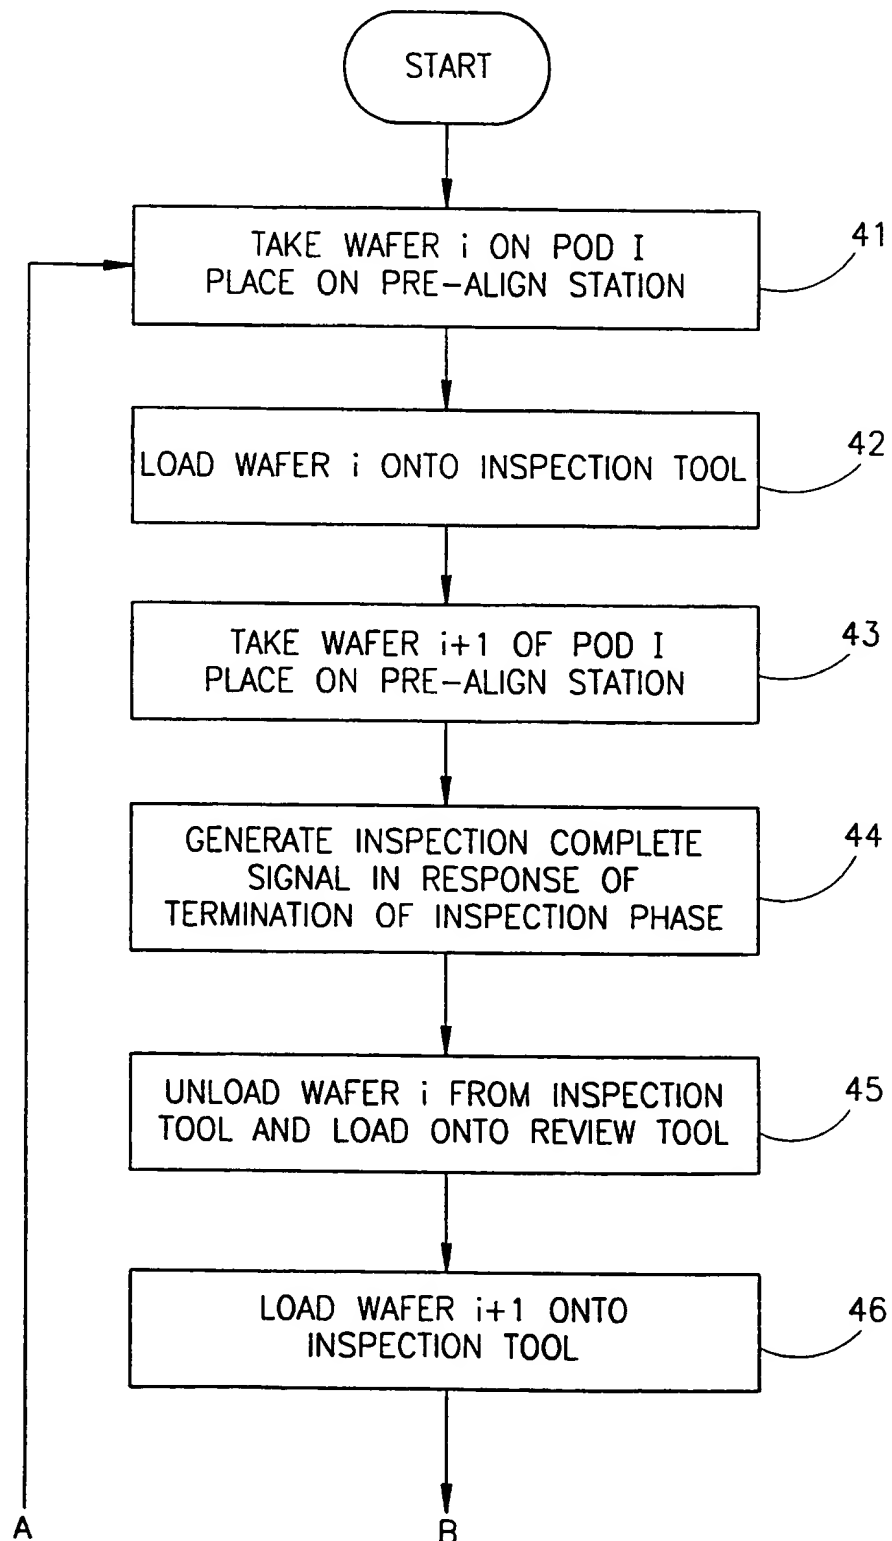 START
TAKE WAFER i ON POD I
PLACE ON PRE-ALIGN STATION
41
LOAD WAFER i ONTO INSPECTION TOOL
42
TAKE WAFER i+1 OF POD I
PLACE ON PRE-ALIGN STATION
43
GENERATE INSPECTION COMPLETE
SIGNAL IN RESPONSE OF
TERMINATION OF INSPECTION PHASE
44
UNLOAD WAFER i FROM INSPECTION
TOOL AND LOAD ONTO REVIEW TOOL
45
LOAD WAFER i+1 ONTO
INSPECTION TOOL
46
A
B